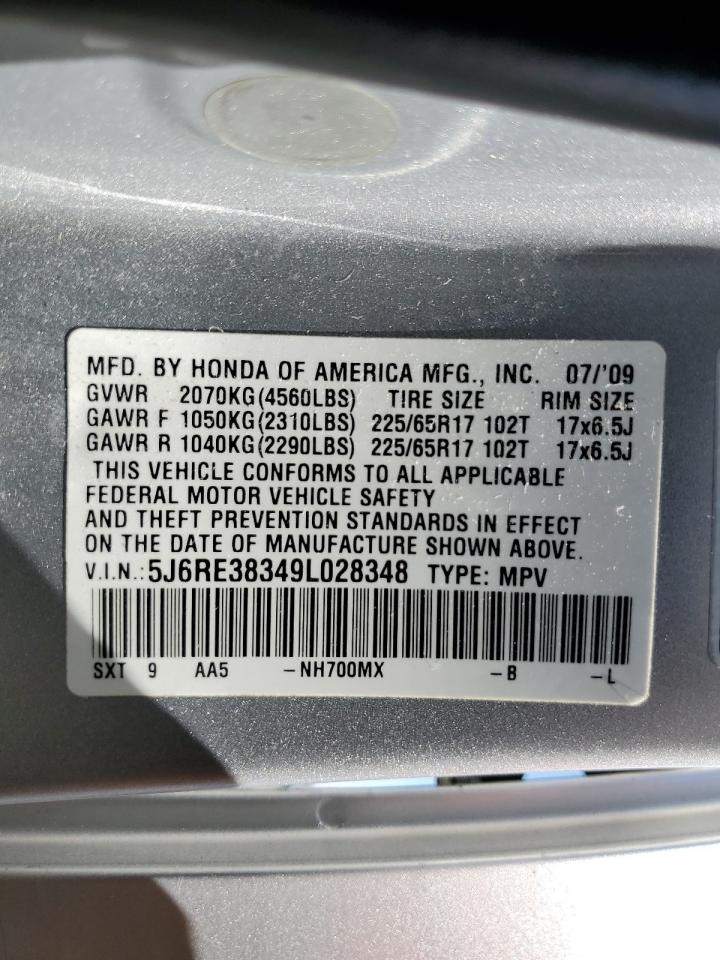 MFD. BY HONDA OF AMERICA MFG., INC. 07/'09
GVWR 2070KG(4560LBS) TIRE SIZE RIM SIZE
GAWR F 1050KG(2310LBS) 225/65R17 102T 17x6.5J
GAWR R 1040KG(2290LBS) 225/65R17 102T 17x6.5J
THIS VEHICLE CONFORMS TO ALL APPLICABLE
FEDERAL MOTOR VEHICLE SAFETY
AND THEFT PREVENTION STANDARDS IN EFFECT
ON THE DATE OF MANUFACTURE SHOWN ABOVE.
V.I.N.: 5J6RE38349L028348 TYPE: MPV
SXT 9 AA5 -NH700MX -B -L